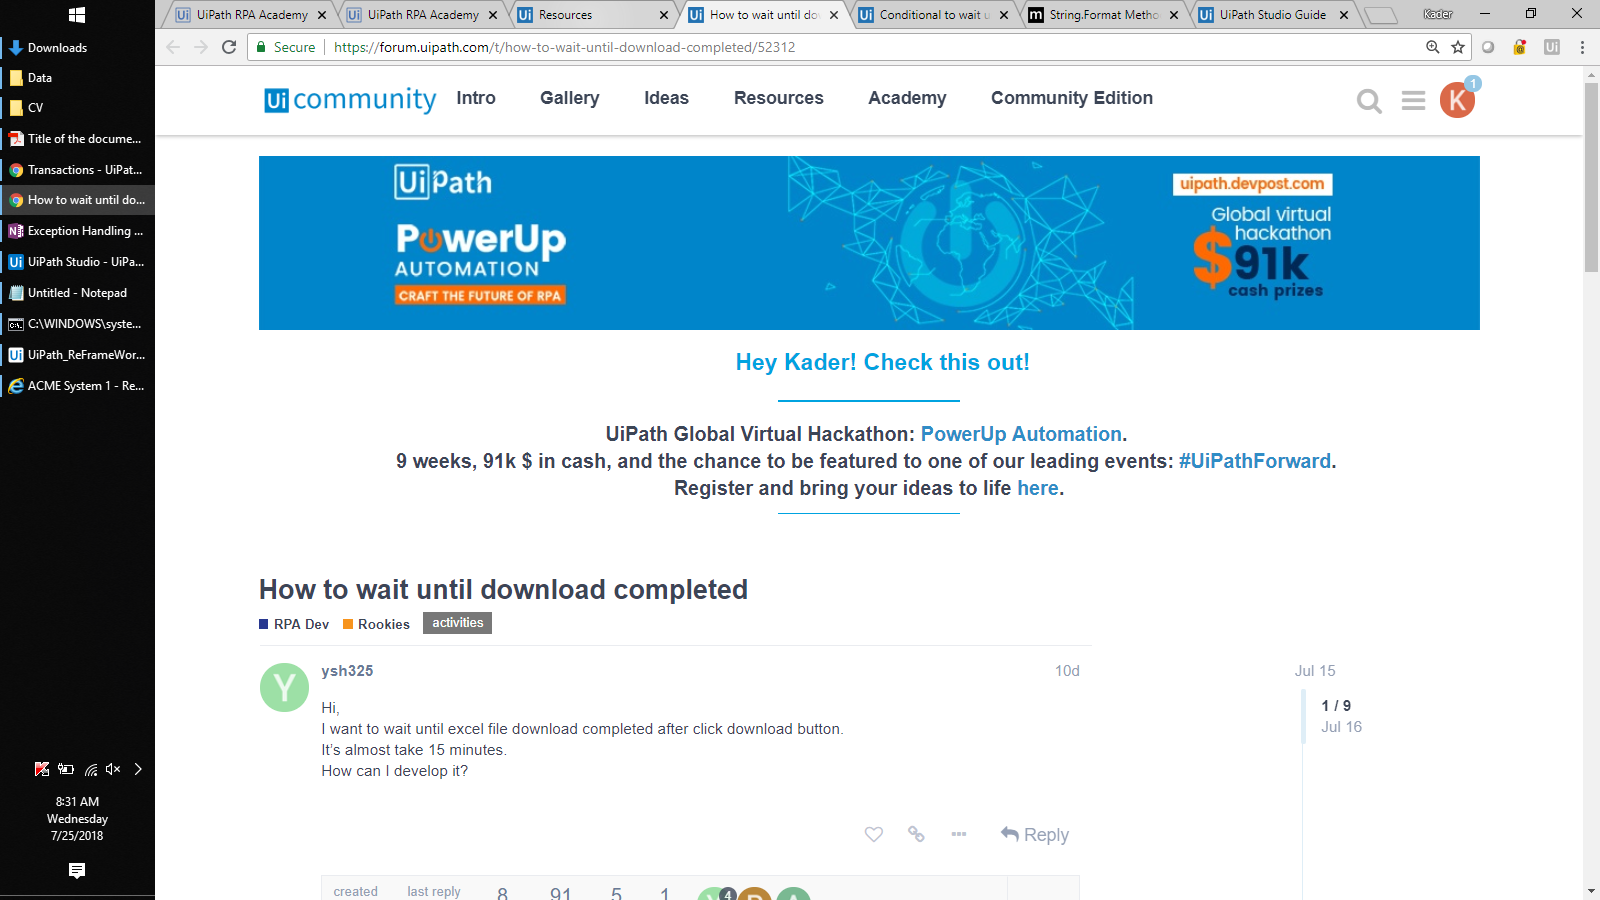 UiPath RPA Academy
UiPath RPA Academy
Resources
How to wait until do
Conditional to wait u
String.Format Metho
UiPath Studio Guide
Kader
Secure
https://forum.uipath.com/t/how-to-wait-until-download-completed/52312
Downloads
Data
CV
Title of the docume...
Transactions - UiPat...
How to wait until do...
Exception Handling ...
UiPath Studio - UiPa...
Untitled - Notepad
C:\WINDOWS\syste...
UiPath_ReFrameWor...
ACME System 1 - Re...
8:31 AM
Wednesday
7/25/2018
Ui community
Intro
Gallery
Ideas
Resources
Academy
Community Edition
K
1
UiPath
PowerUp
AUTOMATION
CRAFT THE FUTURE OF RPA
uipath.devpost.com
Global virtual
hackathon
$91k
cash prizes
Hey Kader! Check this out!
UiPath Global Virtual Hackathon: PowerUp Automation.
9 weeks, 91k $ in cash, and the chance to be featured to one of our leading events: #UiPathForward.
Register and bring your ideas to life here.
How to wait until download completed
RPA Dev
Rookies
activities
Y
ysh325
10d
Hi,
I want to wait until excel file download completed after click download button.
It's almost take 15 minutes.
How can I develop it?
Reply
Jul 15
1 / 9
Jul 16
created
last reply
8
91
5
1
4